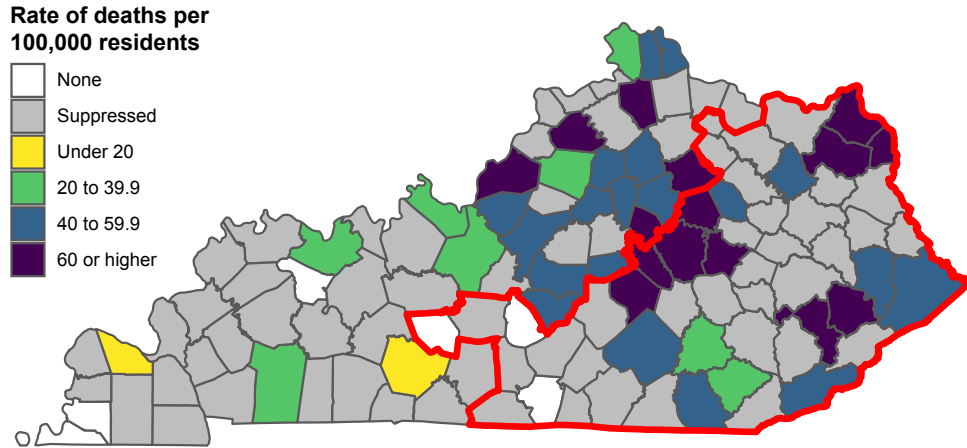 Rate of deaths per
100,000 residents
None
Suppressed
Under 20
20 to 39.9
40 to 59.9
60 or higher